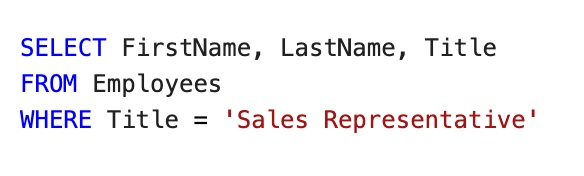 SELECT FirstName, LastName, Title
FROM Employees
WHERE Title = 'Sales Representative'